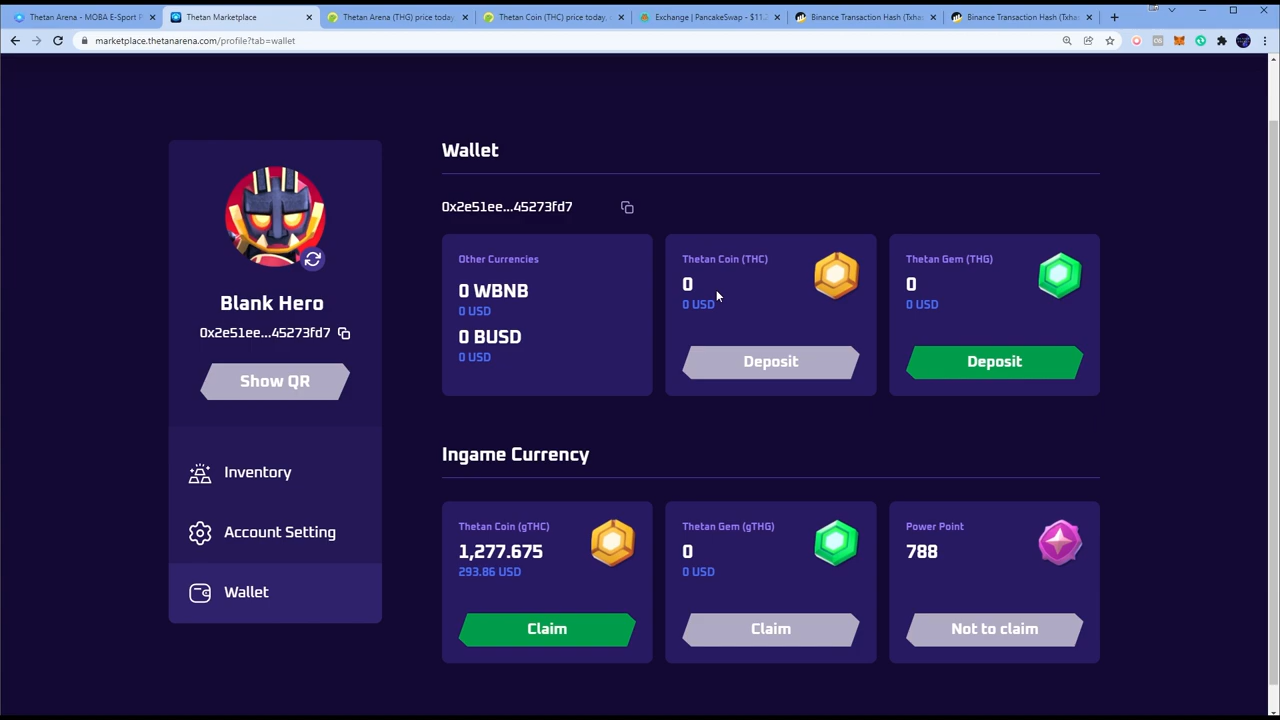 Thetan Arena - MOBA E-Sport
Thetan Marketplace
Thetan Arena (THG) price today
Thetan Coin (THC) price today,
Exchange | PancakeSwap - $11.
Binance Transaction Hash (Txhas
Binance Transaction Hash (Txhas
marketplace.thetanarena.com/profile?tab=wallet
Blank Hero
0x2e51ee...45273fd7
Show QR
Inventory
Account Setting
Wallet
Wallet
0x2e51ee...45273fd7
Other Currencies
0 WBNB
0 USD
0 BUSD
0 USD
Thetan Coin (THC)
0
0 USD
Deposit
Thetan Gem (THG)
0
0 USD
Deposit
Ingame Currency
Thetan Coin (gTHC)
1,277.675
293.86 USD
Claim
Thetan Gem (gTHG)
0
0 USD
Claim
Power Point
788
Not to claim